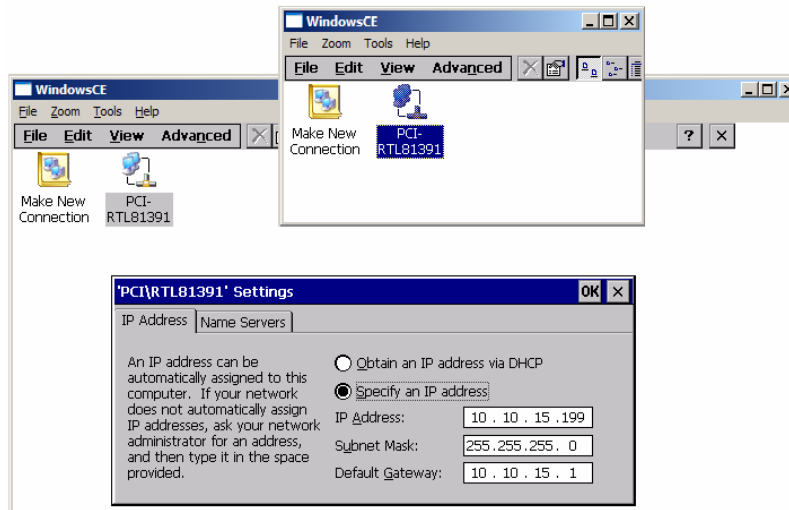 WindowsCE
File Zoom Tools Help
File Edit View Advanced
Make New Connection
PCI-RTL81391
WindowsCE
File Zoom Tools Help
File Edit View Advanced ?
Make New
Connection
PCI-
RTL81391
'PCI\RTL81391' Settings OK
IP Address Name Servers
An IP address can be
automatically assigned to this
computer. If your network
does not automatically assign
IP addresses, ask your network
administrator for an address,
and then type it in the space
provided.
Obtain an IP address via DHCP
Specify an IP address
IP Address: 10 . 10 . 15 .199
Subnet Mask: 255.255.255. 0
Default Gateway: 10 . 10 . 15 . 1